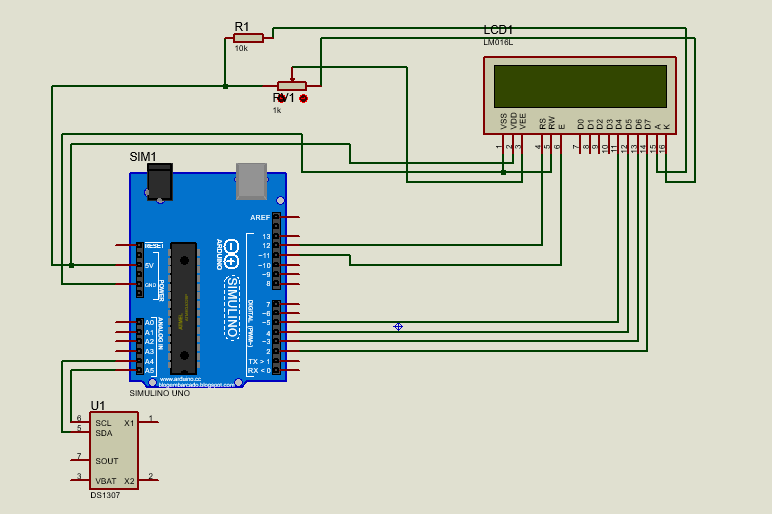 R1
10k
RV1
1k
LCD1
LM016L
VSS
VDD
VEE
RS
RW
E
D0
D1
D2
D3
D4
D5
D6
D7
A
K
1
2
3
4
5
6
7
8
9
10
11
12
13
14
15
16
SIM1
AREF
13
12
~11
~10
~9
8
RESET
5V
GND
POWER
ARDUINO
SIMULINO
DIGITAL (PWM~)
7
~6
~5
4
~3
2
TX > 1
RX < 0
A0
A1
A2
A3
A4
A5
ANALOG IN
www.arduino.cc
blogembarcado.blogspot.com
SIMULINO UNO
U1
6
SCL
X1
1
5
SDA
7
SOUT
3
VBAT
X2
2
DS1307